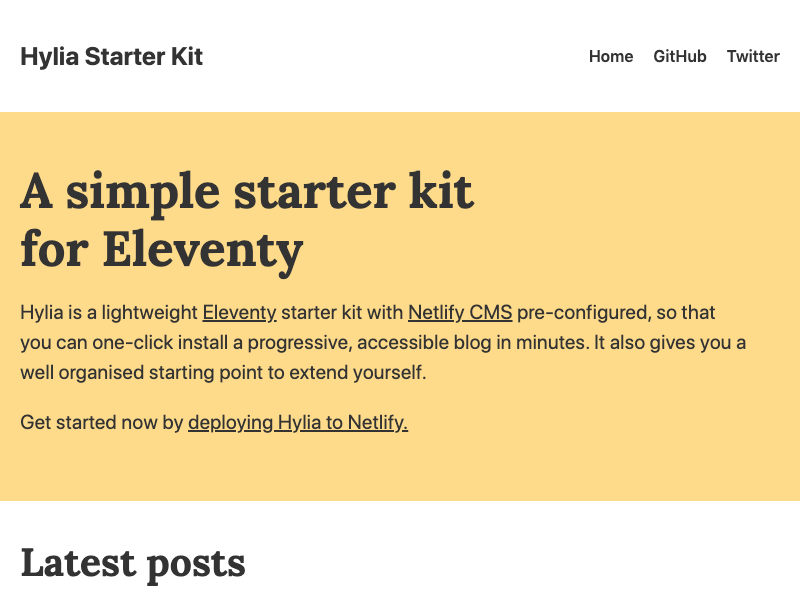 Hylia Starter Kit
Home GitHub Twitter
A simple starter kit
for Eleventy
Hylia is a lightweight Eleventy starter kit with Netlify CMS pre-configured, so that
you can one-click install a progressive, accessible blog in minutes. It also gives you a
well organised starting point to extend yourself.
Get started now by deploying Hylia to Netlify.
Latest posts